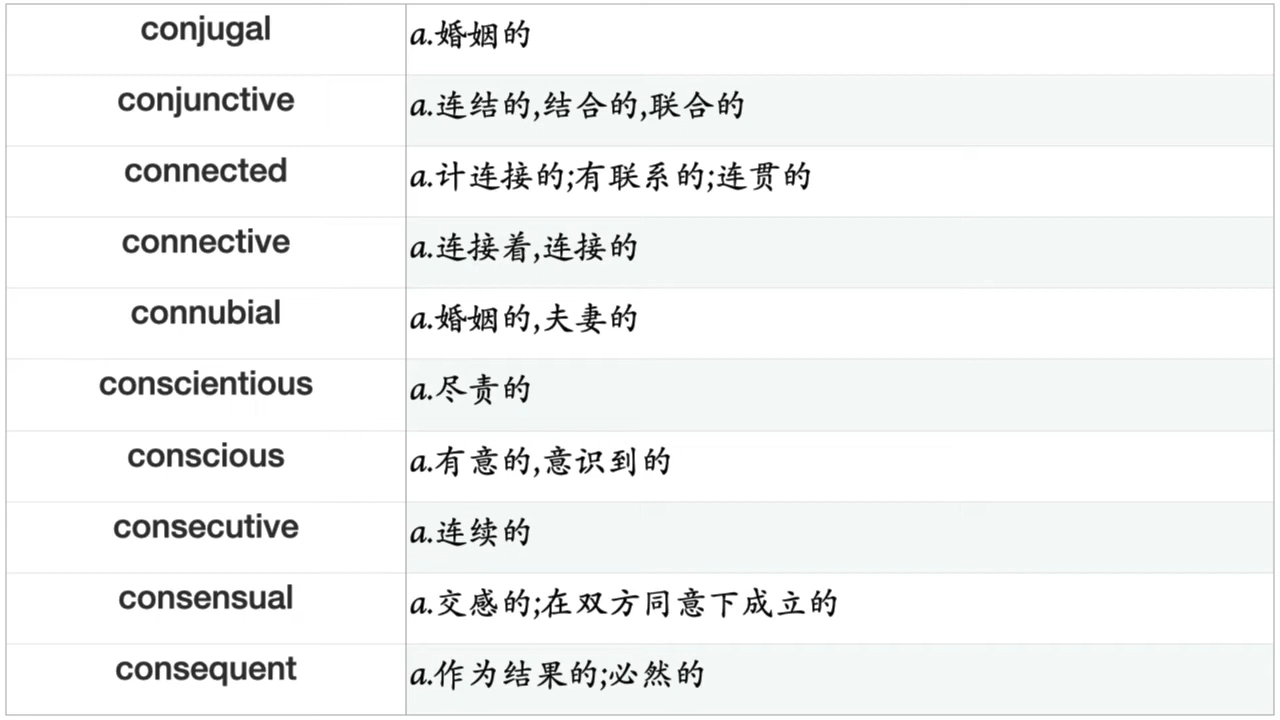 conjugal a.婚姻的
conjunctive a.连结的,结合的,联合的
connected a.计连接的;有联系的;连贯的
connective a.连接着,连接的
connubial a.婚姻的,夫妻的
conscientious a.尽责的
conscious a.有意的,意识到的
consecutive a.连续的
consensual a.交感的;在双方同意下成立的
consequent a.作为结果的;必然的